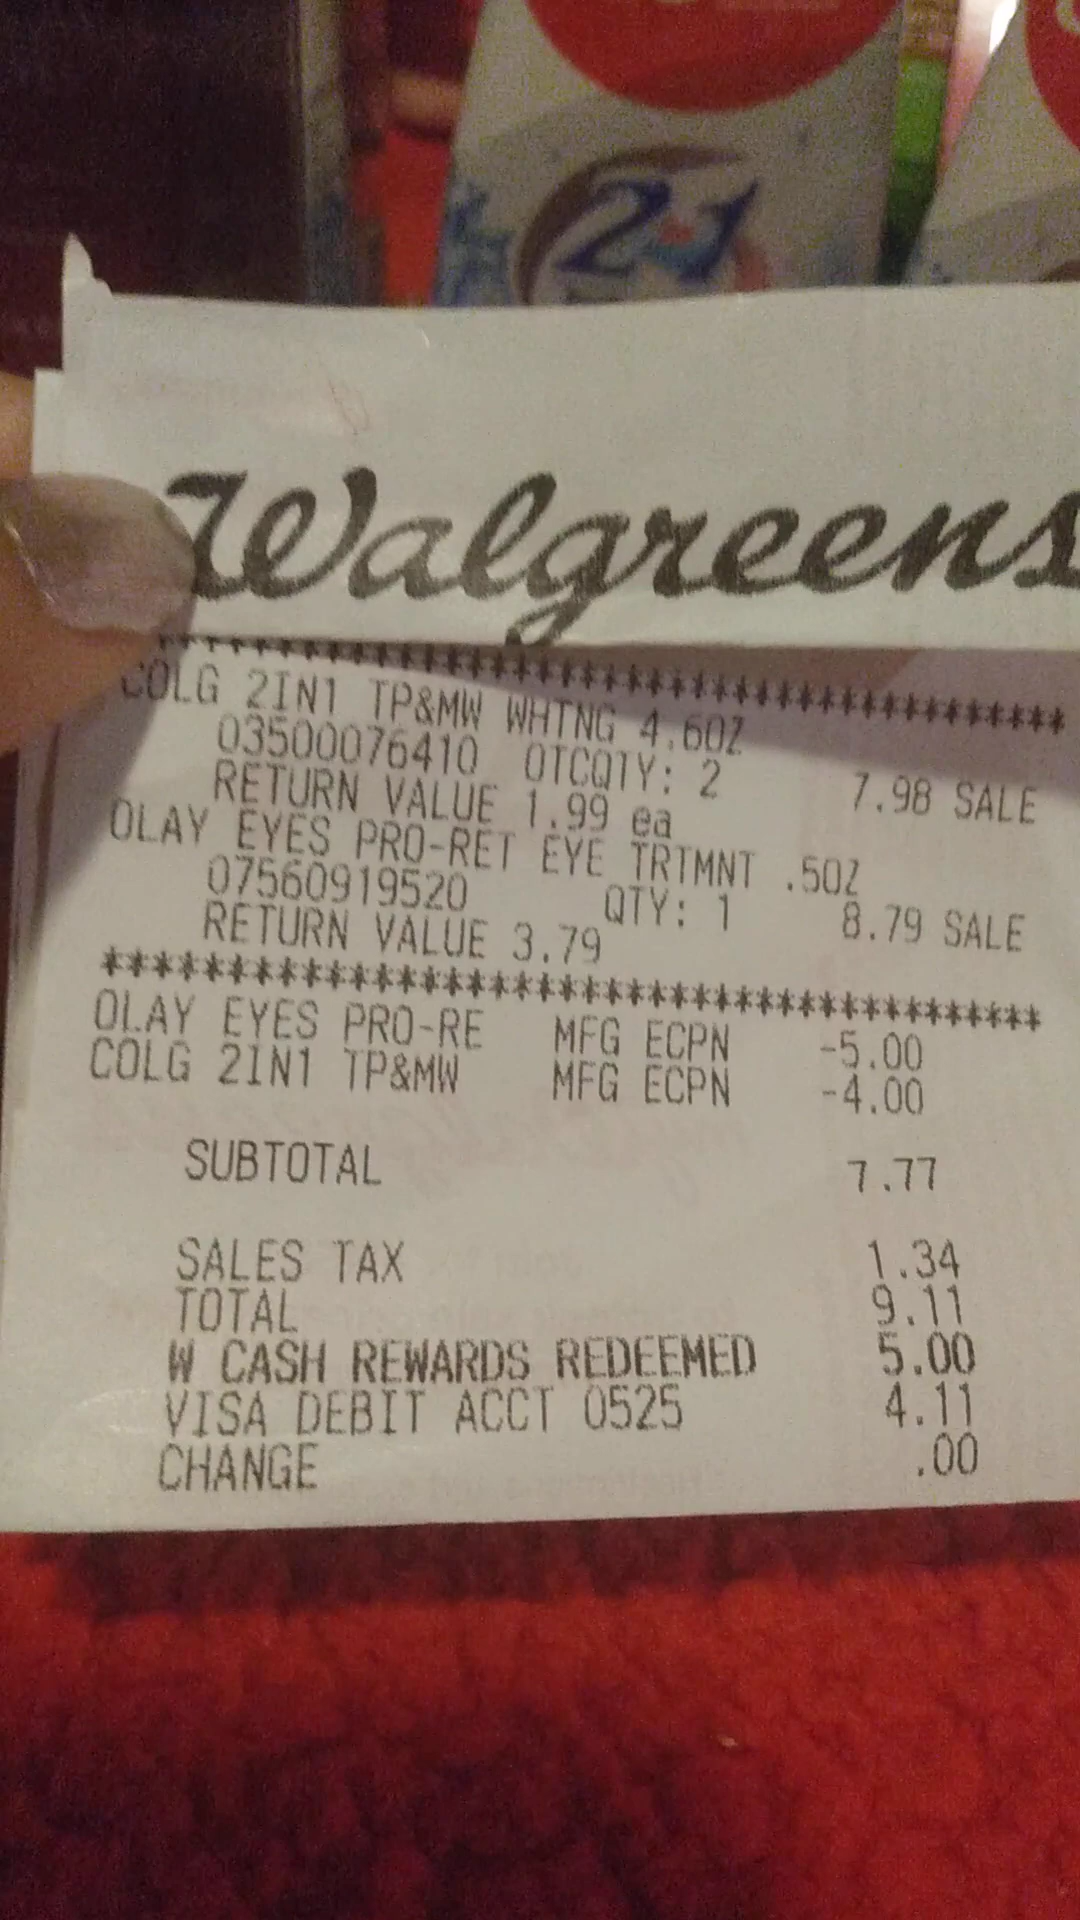 2in1
Walgreens
****************************************
COLG 2IN1 TP&MW WHTNG 4.6OZ
03500076410 OTCQTY: 2 7.98 SALE
RETURN VALUE 1.99 ea
OLAY EYES PRO-RET EYE TRTMNT .5OZ
07560919520 QTY: 1 8.79 SALE
RETURN VALUE 3.79
****************************************
OLAY EYES PRO-RE MFG ECPN -5.00
COLG 2IN1 TP&MW MFG ECPN -4.00
SUBTOTAL 7.77
SALES TAX 1.34
TOTAL 9.11
W CASH REWARDS REDEEMED 5.00
VISA DEBIT ACCT 0525 4.11
CHANGE .00